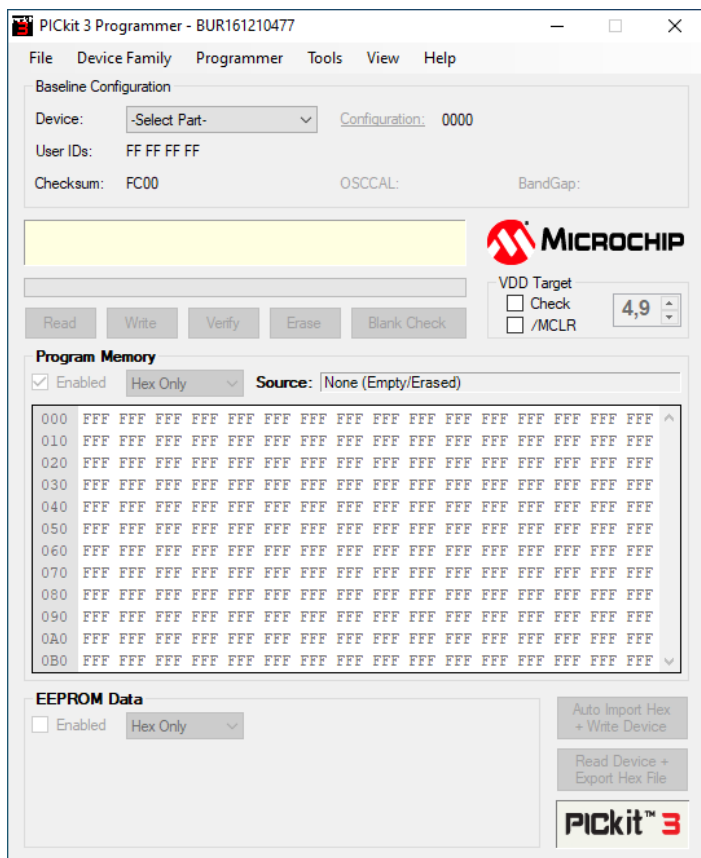 PICkit 3 Programmer - BUR161210477
File Device Family Programmer Tools View Help
Baseline Configuration
Device: -Select Part- Configuration: 0000
User IDs: FF FF FF FF
Checksum: FC00 OSCCAL: BandGap:
MICROCHIP
VDD Target
Check
/MCLR
4,9
Read Write Verify Erase Blank Check
Program Memory
Enabled Hex Only Source: None (Empty/Erased)
000 FFF FFF FFF FFF FFF FFF FFF FFF FFF FFF FFF FFF FFF FFF FFF FFF
010 FFF FFF FFF FFF FFF FFF FFF FFF FFF FFF FFF FFF FFF FFF FFF FFF
020 FFF FFF FFF FFF FFF FFF FFF FFF FFF FFF FFF FFF FFF FFF FFF FFF
030 FFF FFF FFF FFF FFF FFF FFF FFF FFF FFF FFF FFF FFF FFF FFF FFF
040 FFF FFF FFF FFF FFF FFF FFF FFF FFF FFF FFF FFF FFF FFF FFF FFF
050 FFF FFF FFF FFF FFF FFF FFF FFF FFF FFF FFF FFF FFF FFF FFF FFF
060 FFF FFF FFF FFF FFF FFF FFF FFF FFF FFF FFF FFF FFF FFF FFF FFF
070 FFF FFF FFF FFF FFF FFF FFF FFF FFF FFF FFF FFF FFF FFF FFF FFF
080 FFF FFF FFF FFF FFF FFF FFF FFF FFF FFF FFF FFF FFF FFF FFF FFF
090 FFF FFF FFF FFF FFF FFF FFF FFF FFF FFF FFF FFF FFF FFF FFF FFF
0A0 FFF FFF FFF FFF FFF FFF FFF FFF FFF FFF FFF FFF FFF FFF FFF FFF
0B0 FFF FFF FFF FFF FFF FFF FFF FFF FFF FFF FFF FFF FFF FFF FFF FFF
EEPROM Data
Enabled Hex Only
Auto Import Hex
+ Write Device
Read Device +
Export Hex File
PICkit™ 3